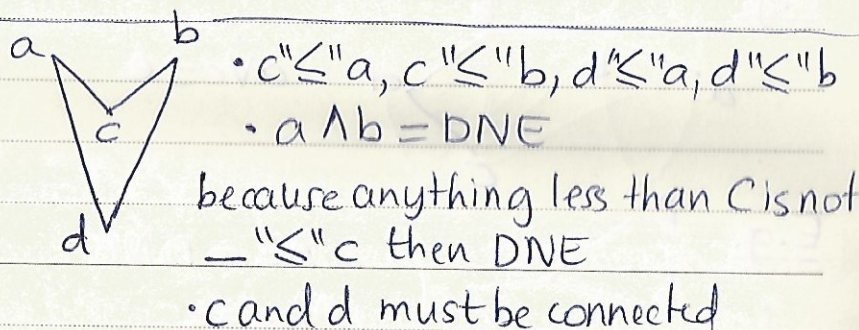 a b
• c"≤"a, c"≤"b, d"≤"a, d"≤"b
c
• a ∧ b = DNE
because anything less than C is not
d
_"≤"c then DNE
• c and d must be connected